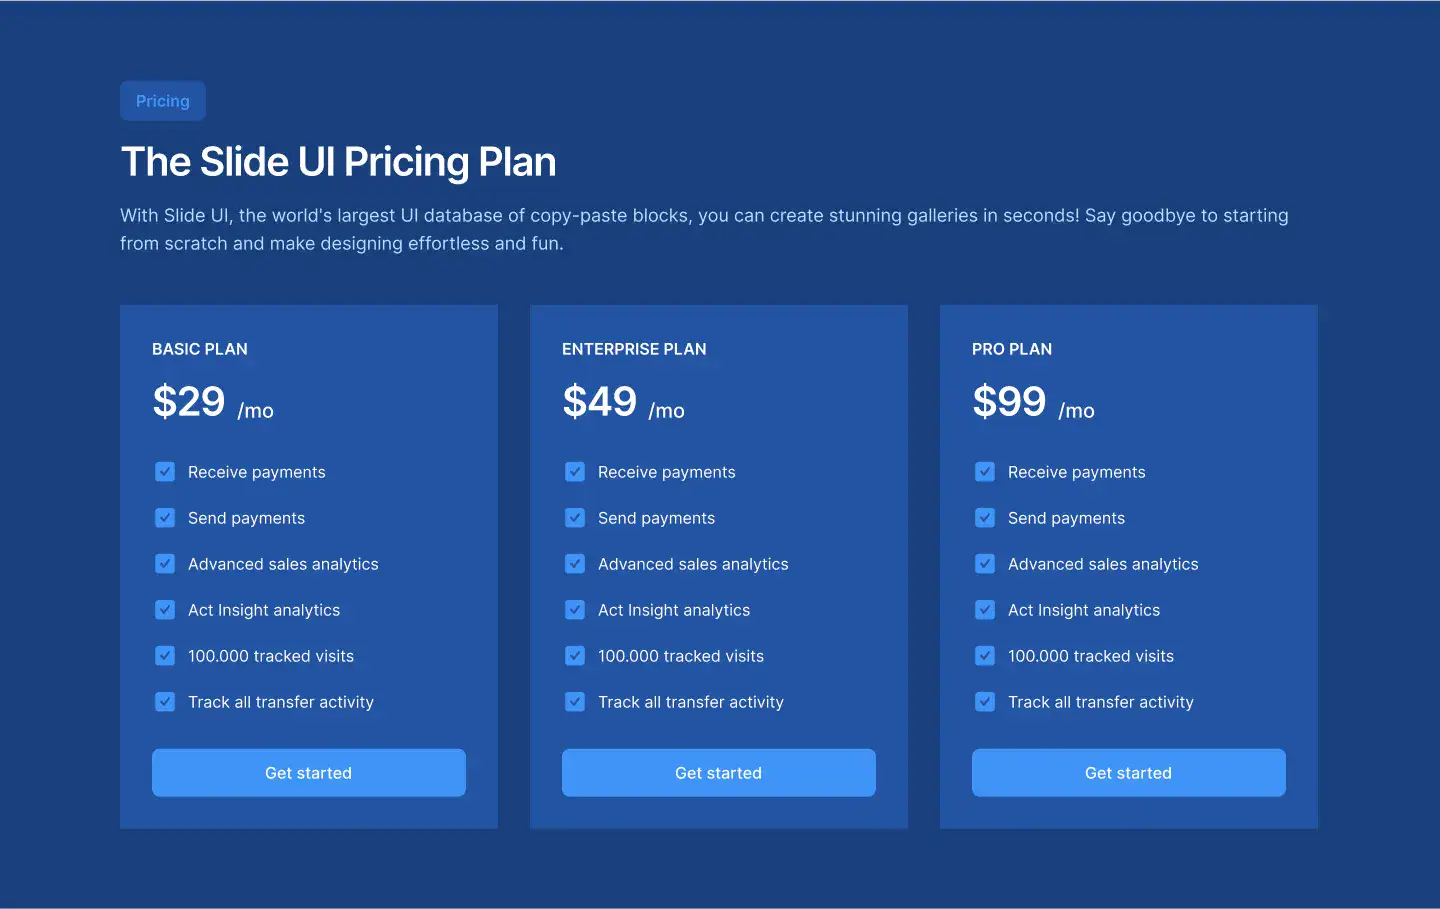 Pricing
The Slide UI Pricing Plan
With Slide UI, the world's largest UI database of copy-paste blocks, you can create stunning galleries in seconds! Say goodbye to starting
from scratch and make designing effortless and fun.
BASIC PLAN
$29 /mo
Receive payments
Send payments
Advanced sales analytics
Act Insight analytics
100.000 tracked visits
Track all transfer activity
Get started
ENTERPRISE PLAN
$49 /mo
Receive payments
Send payments
Advanced sales analytics
Act Insight analytics
100.000 tracked visits
Track all transfer activity
Get started
PRO PLAN
$99 /mo
Receive payments
Send payments
Advanced sales analytics
Act Insight analytics
100.000 tracked visits
Track all transfer activity
Get started